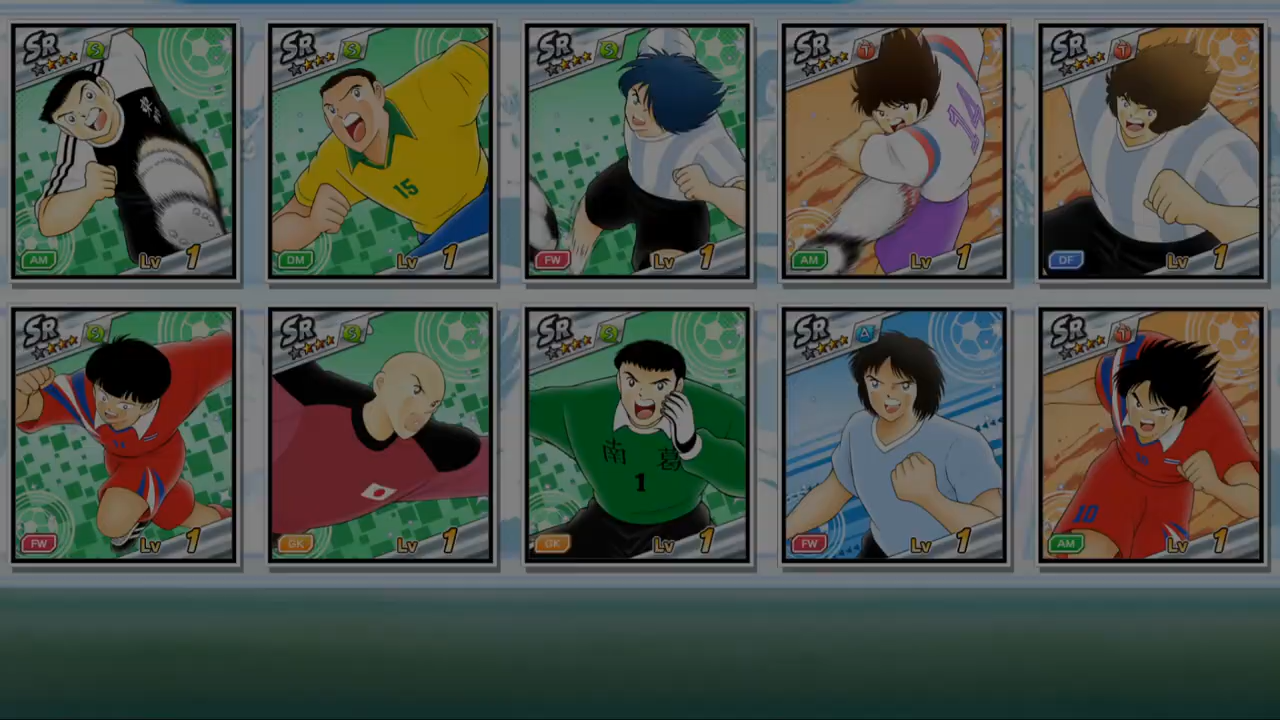 SR S
AM Lv 1
SR S
15
DM Lv 1
SR S
FW Lv 1
SR T
14
AM Lv 1
SR T
DF Lv 1
SR S
FW Lv 1
SR S
GK Lv 1
SR S
南 葛
1
GK Lv 1
SR
FW Lv 1
SR T
10
AM Lv 1